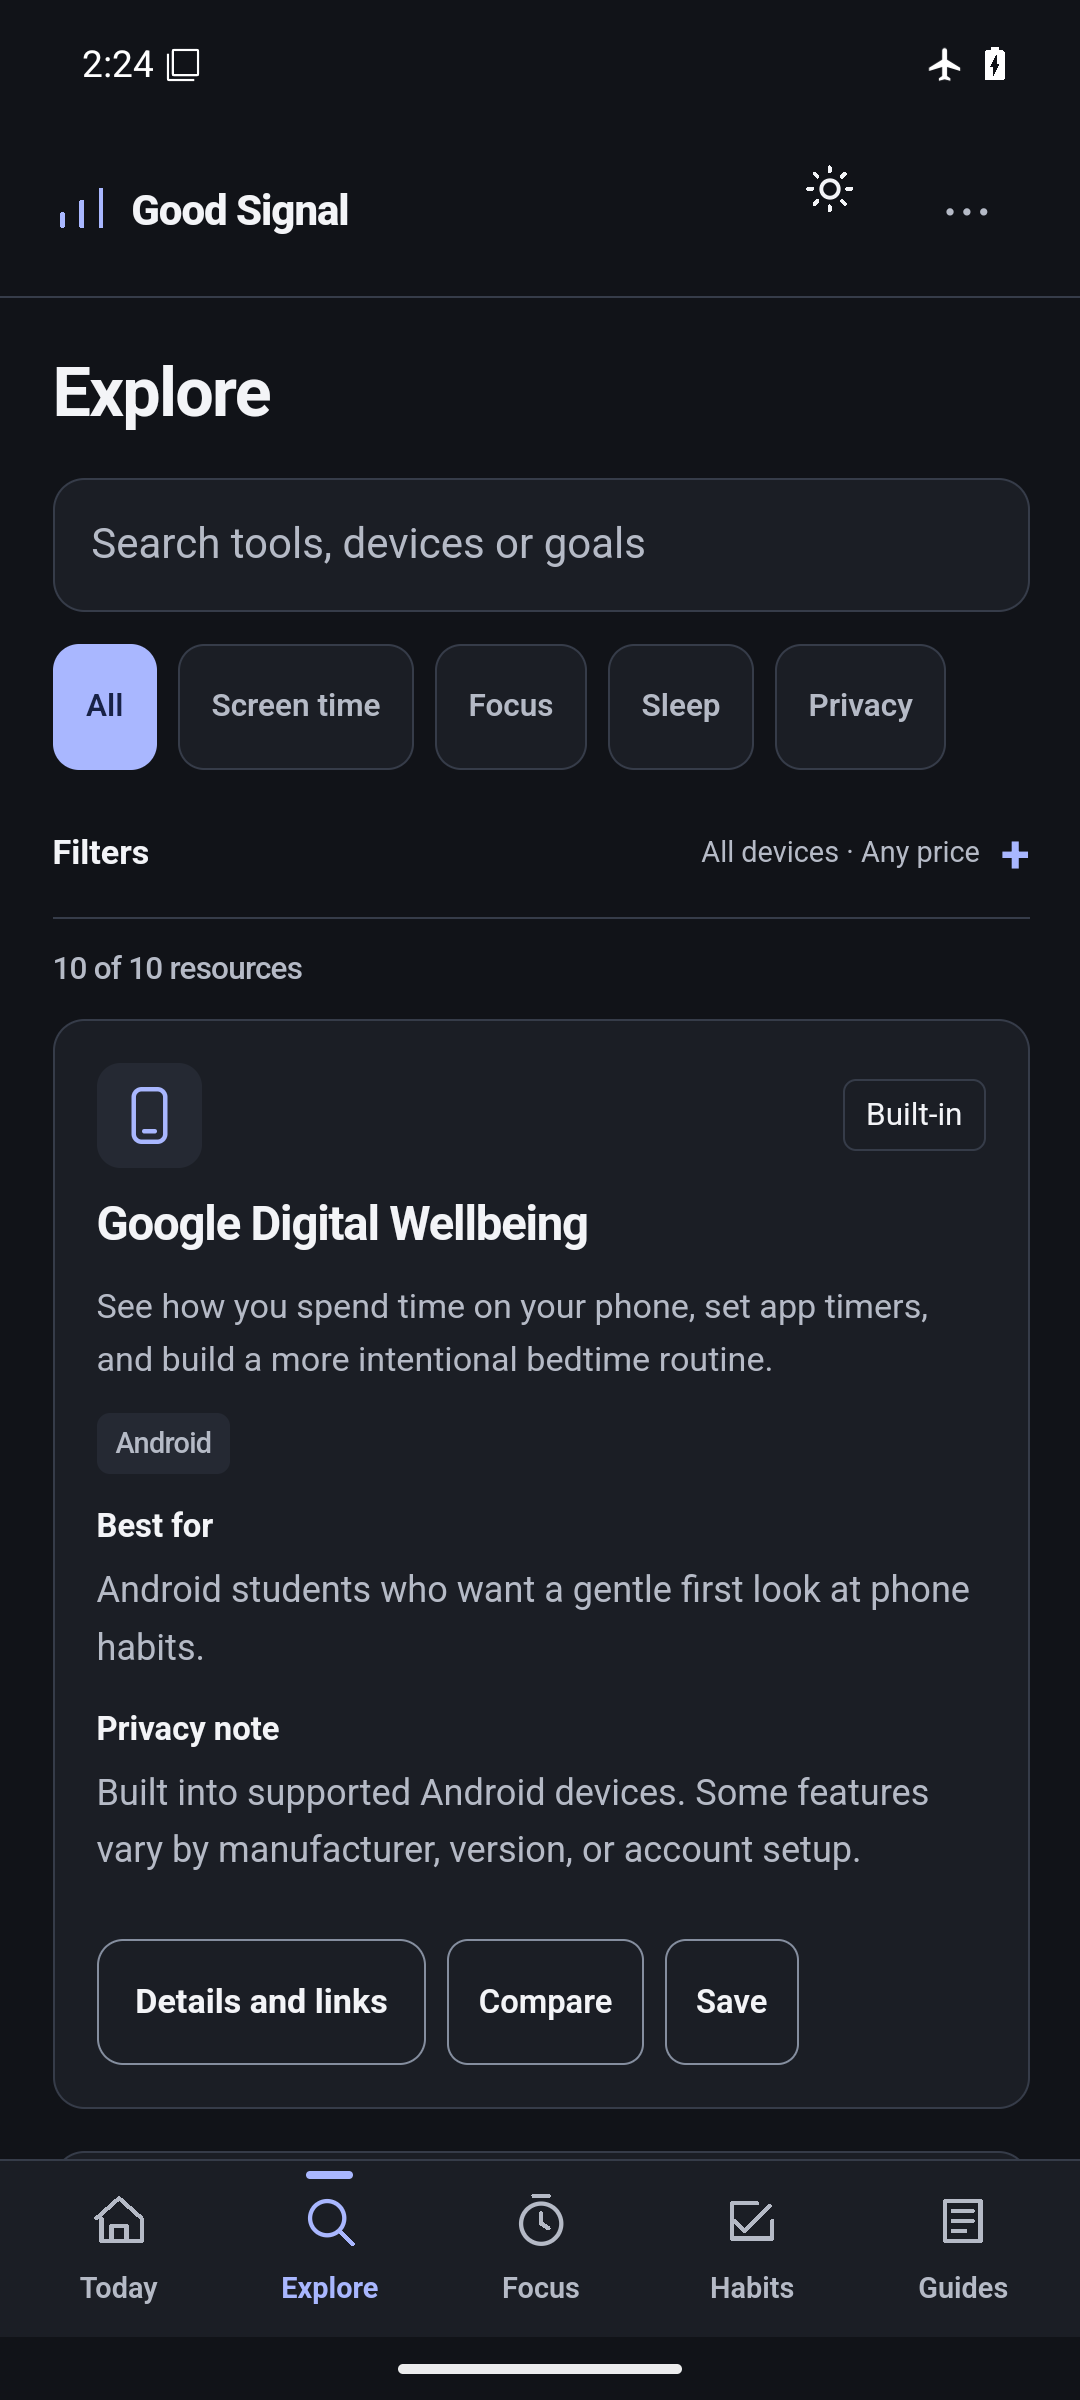 2:24
Good Signal
Explore
Search tools, devices or goals
All
Screen time
Focus
Sleep
Privacy
Filters
All devices · Any price
10 of 10 resources
Built-in
Google Digital Wellbeing
See how you spend time on your phone, set app timers,
and build a more intentional bedtime routine.
Android
Best for
Android students who want a gentle first look at phone
habits.
Privacy note
Built into supported Android devices. Some features
vary by manufacturer, version, or account setup.
Details and links
Compare
Save
Today
Explore
Focus
Habits
Guides